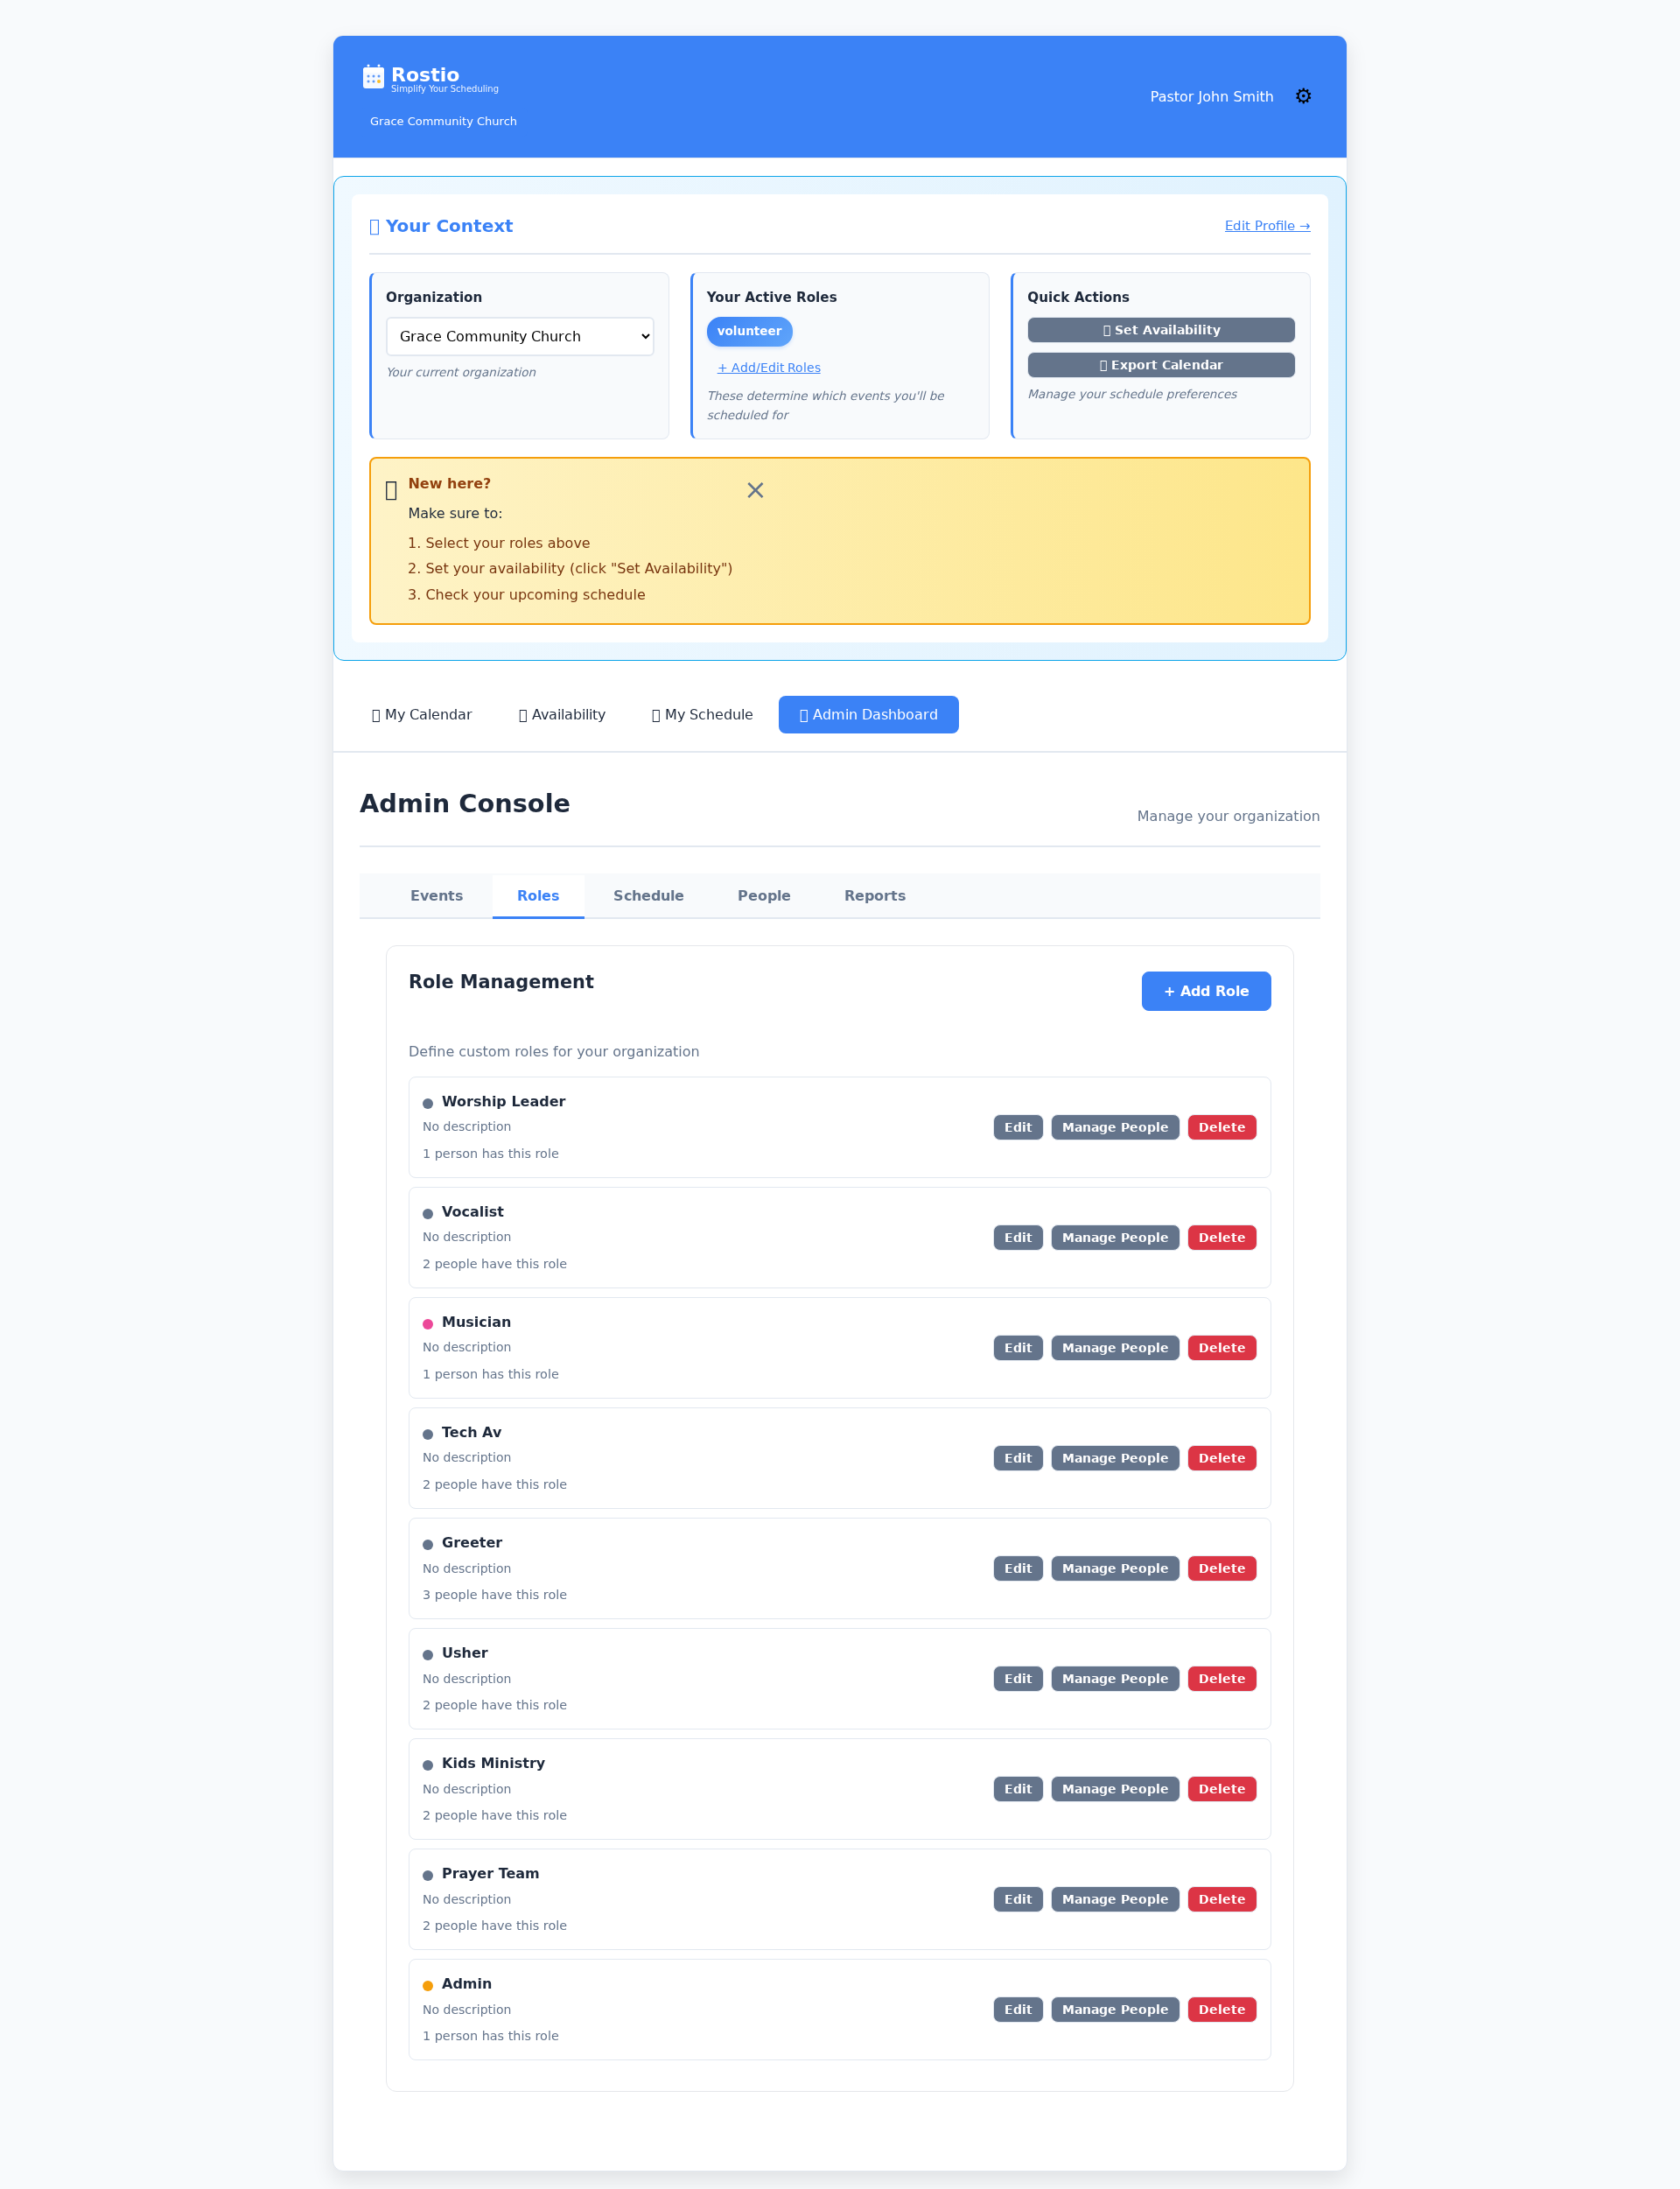 Rostio
Simplify Your Scheduling
Grace Community Church
Pastor John Smith
Your Context
Edit Profile →
Organization
Grace Community Church
Your current organization
Your Active Roles
volunteer
+ Add/Edit Roles
These determine which events you'll be
scheduled for
Quick Actions
Set Availability
Export Calendar
Manage your schedule preferences
New here?
×
Make sure to:
1. Select your roles above
2. Set your availability (click "Set Availability")
3. Check your upcoming schedule
My Calendar
Availability
My Schedule
Admin Dashboard
Admin Console
Manage your organization
Events
Roles
Schedule
People
Reports
Role Management
+ Add Role
Define custom roles for your organization
Worship Leader
No description
1 person has this role
Edit
Manage People
Delete
Vocalist
No description
2 people have this role
Edit
Manage People
Delete
Musician
No description
1 person has this role
Edit
Manage People
Delete
Tech Av
No description
2 people have this role
Edit
Manage People
Delete
Greeter
No description
3 people have this role
Edit
Manage People
Delete
Usher
No description
2 people have this role
Edit
Manage People
Delete
Kids Ministry
No description
2 people have this role
Edit
Manage People
Delete
Prayer Team
No description
2 people have this role
Edit
Manage People
Delete
Admin
No description
1 person has this role
Edit
Manage People
Delete